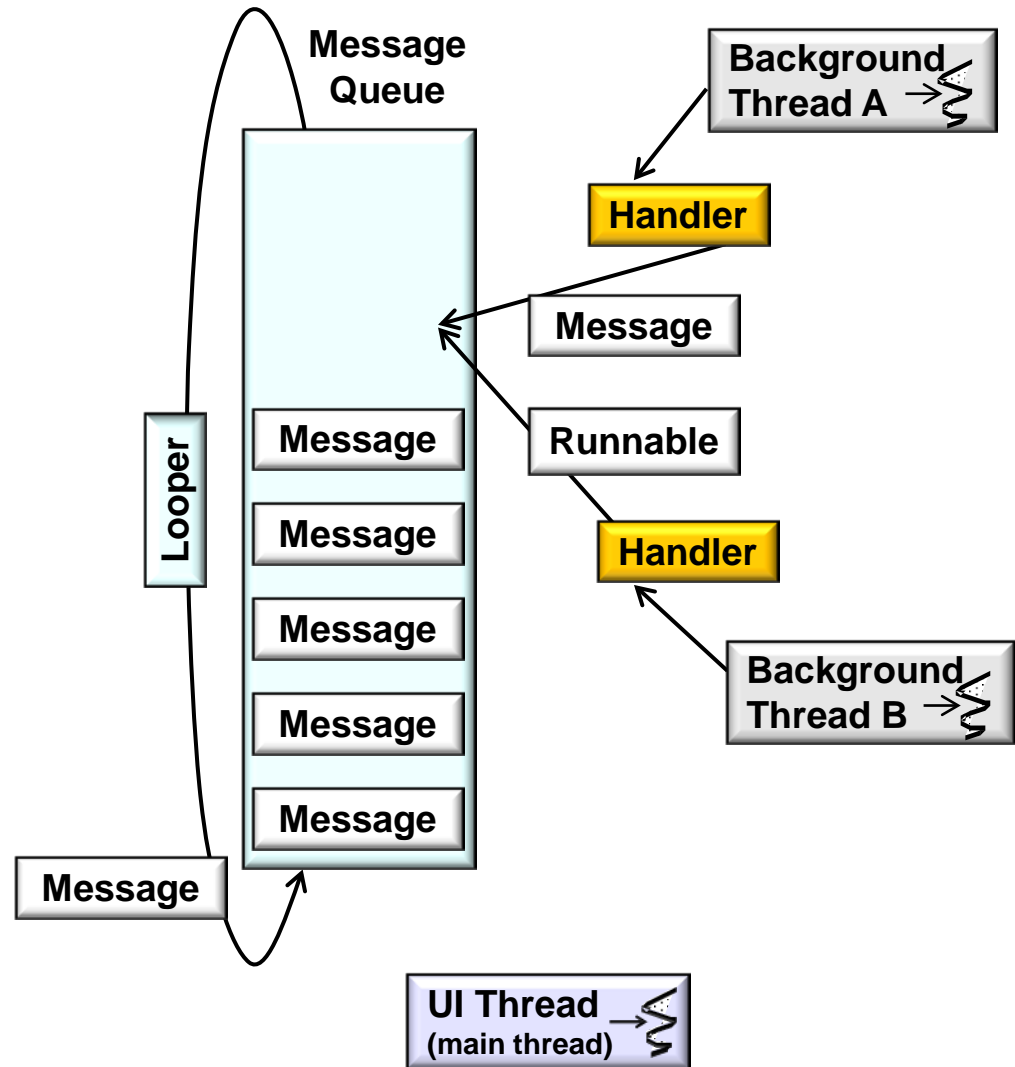 Message
Queue
Background
Thread A
Handler
Message
Runnable
Handler
Background
Thread B
Looper
Message
Message
Message
Message
Message
Message
UI Thread
(main thread)